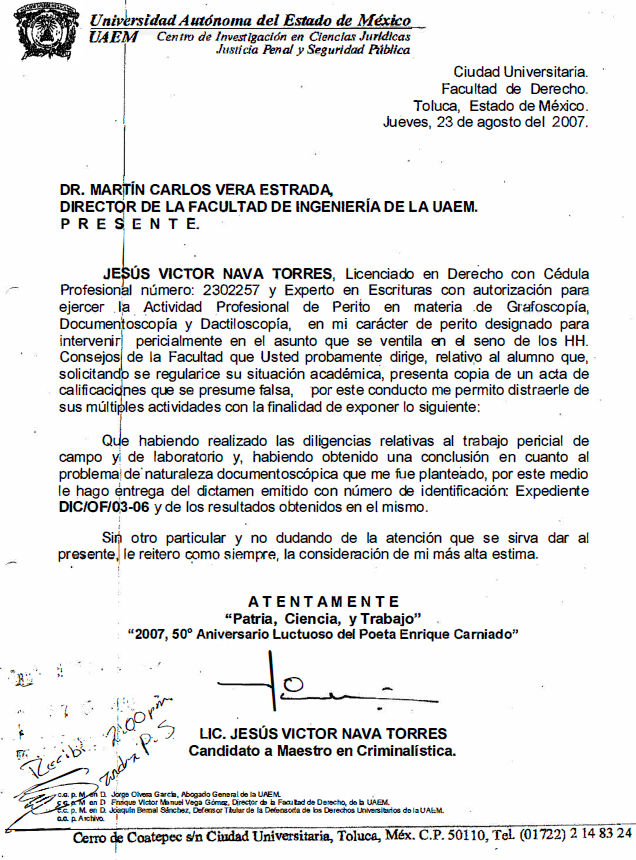 Universidad Autónoma del Estado de México
UAEM Centro de Investigación en Ciencias Jurídicas
Justicia Penal y Seguridad Pública
Ciudad Universitaria.
Facultad de Derecho.
Toluca, Estado de México.
Jueves, 23 de agosto del 2007.
DR. MARTÍN CARLOS VERA ESTRADA,
DIRECTOR DE LA FACULTAD DE INGENIERÍA DE LA UAEM.
P R E S E N T E.
JESÚS VICTOR NAVA TORRES, Licenciado en Derecho con Cédula
Profesional número: 2302257 y Experto en Escrituras con autorización para
ejercer la Actividad Profesional de Perito en materia de Grafoscopía,
Documentoscopía y Dactiloscopía, en mi carácter de perito designado para
intervenir pericialmente en el asunto que se ventila en el seno de los HH.
Consejos de la Facultad que Usted probamente dirige, relativo al alumno que,
solicitando se regularice su situación académica, presenta copia de un acta de
calificaciones que se presume falsa, por este conducto me permito distraerle de
sus múltiples actividades con la finalidad de exponer lo siguiente:
Que habiendo realizado las diligencias relativas al trabajo pericial de
campo y de laboratorio y, habiendo obtenido una conclusión en cuanto al
problema de naturaleza documentoscópica que me fue planteado, por este medio
le hago entrega del dictamen emitido con número de identificación: Expediente
DIC/OF/03-06 y de los resultados obtenidos en el mismo.
Sin otro particular y no dudando de la atención que se sirva dar al
presente, le reitero como siempre, la consideración de mi más alta estima.
A T E N T A M E N T E
“Patria, Ciencia, y Trabajo”
“2007, 50º Aniversario Luctuoso del Poeta Enrique Carniado”
Recibí 2:00 pm
LIC. JESÚS VICTOR NAVA TORRES
Candidato a Maestro en Criminalística.
c.c. p. M. en D. Jorge Olvera García, Abogado General de la UAEM.
c.c. p. M en D Enrique Víctor Manuel Vega Gómez, Director de la Facultad de Derecho, de la UAEM.
c.c. p. M. en D. Joaquín Bernal Sánchez, Defensor Titular de la Defensoría de los Derechos Universitarios de la UAEM.
c.c. p. Archivo.
Cerro de Coatepec s/n Ciudad Universitaria, Toluca, Méx. C.P. 50110, Tel. (01722) 2 14 83 24